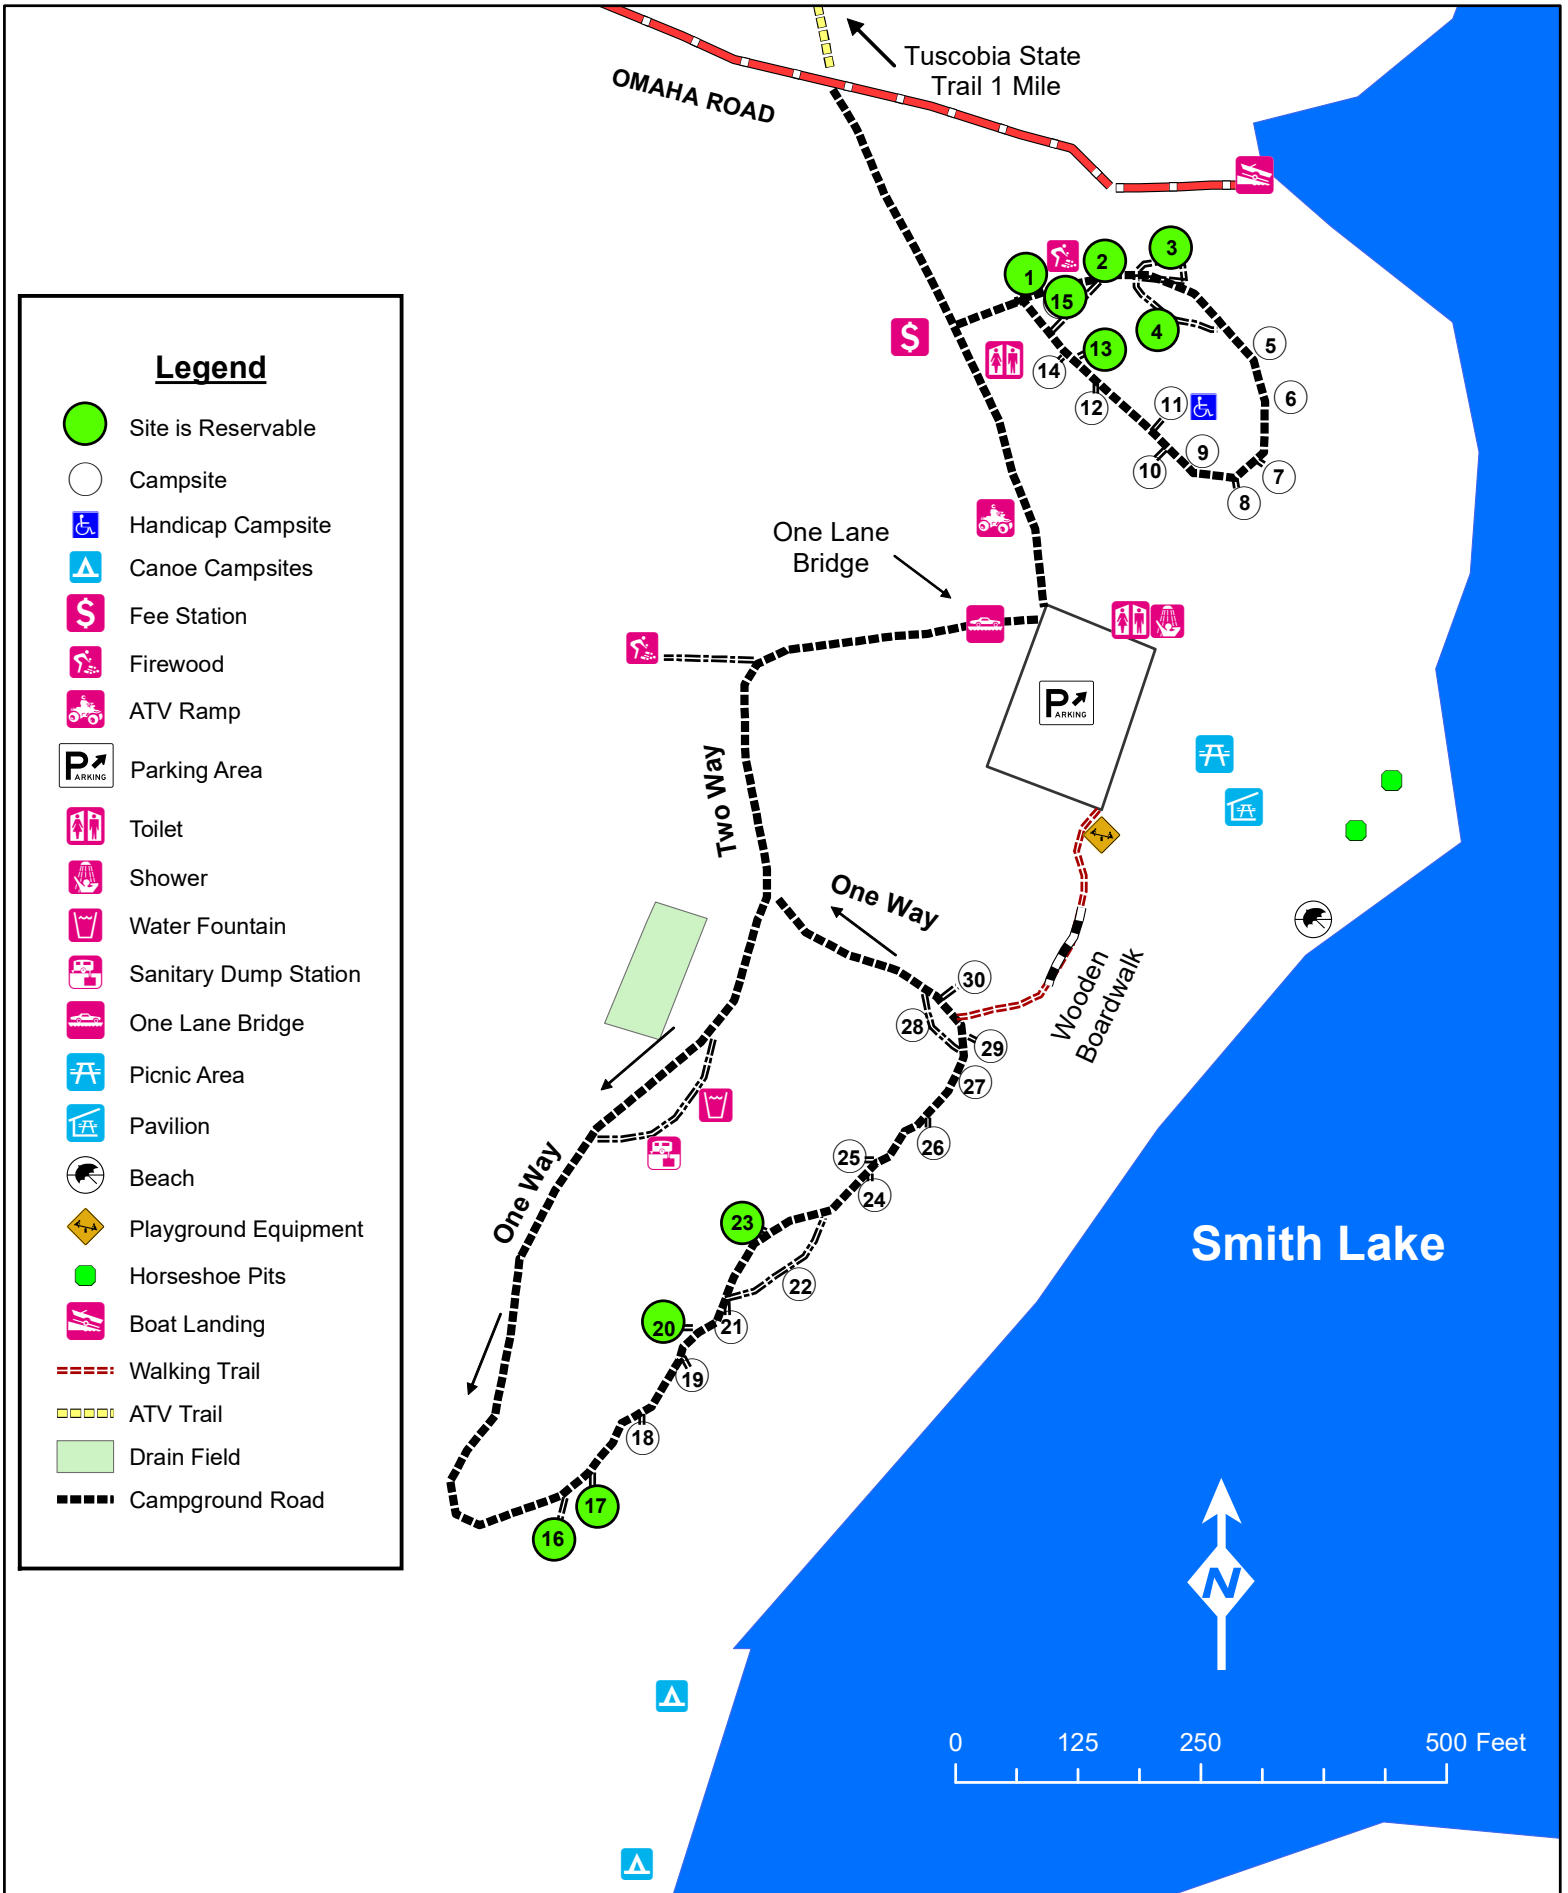 Tuscobia State
Trail 1 Mile
OMAHA ROAD
3
2
1
15
4
5
13
14
6
11
12
9
10
7
8
One Lane
Bridge
P
ARKING
Two Way
One Way
Wooden
Boardwalk
30
28
29
27
26
25
24
One Way
23
22
21
20
19
18
17
16
Smith Lake
N
0 125 250 500 Feet
Legend
Site is Reservable
Campsite
Handicap Campsite
Canoe Campsites
$ Fee Station
Firewood
ATV Ramp
P
ARKING
Parking Area
Toilet
Shower
Water Fountain
Sanitary Dump Station
One Lane Bridge
Picnic Area
Pavilion
Beach
Playground Equipment
Horseshoe Pits
Boat Landing
Walking Trail
ATV Trail
Drain Field
Campground Road
$